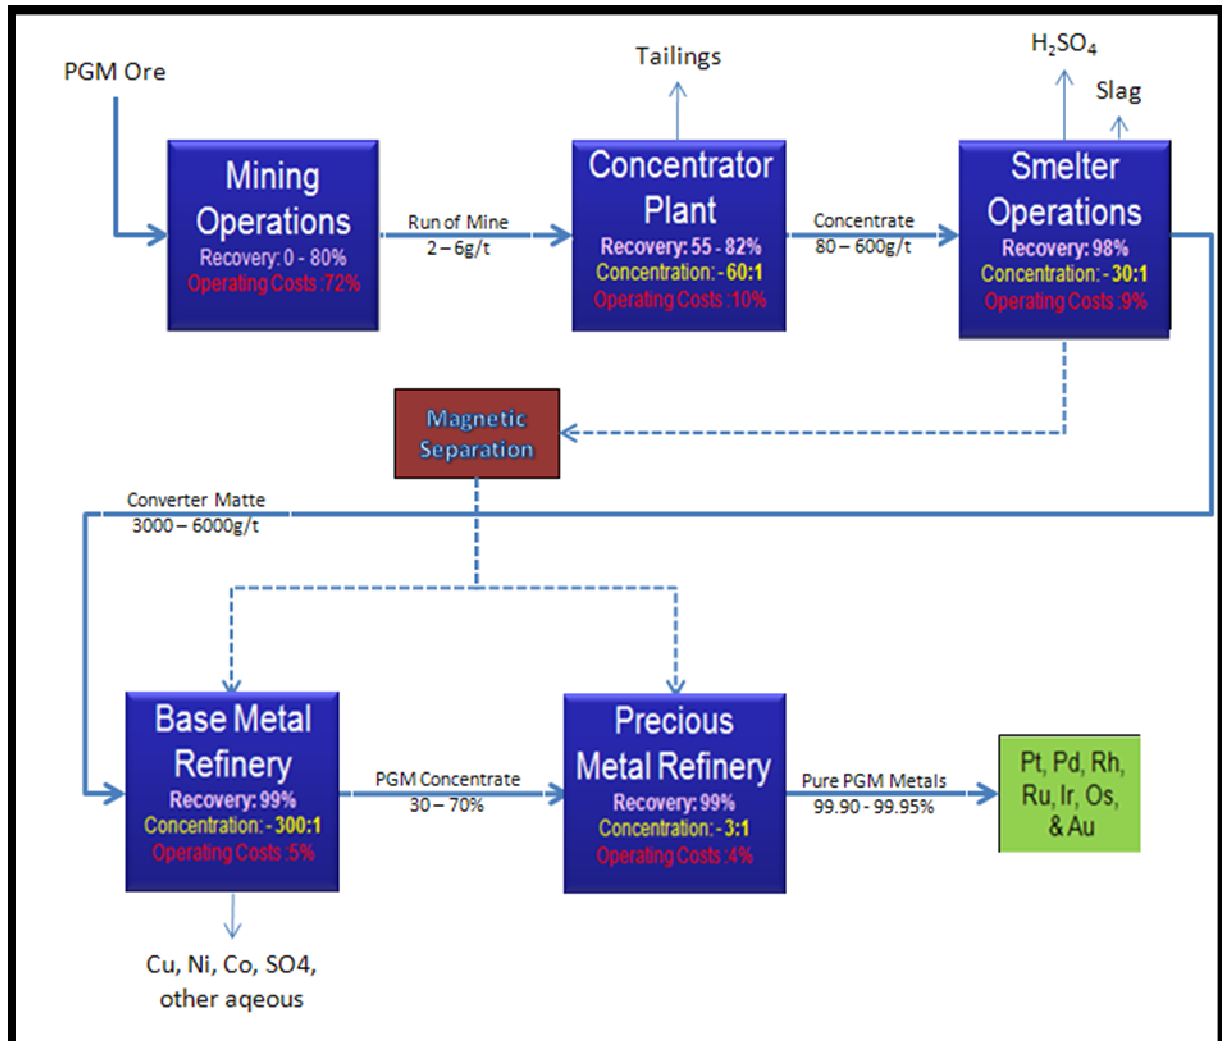 PGM Ore
Tailings
H₂SO₄
Slag
Mining
Operations
Recovery: 0 - 80%
Operating Costs :72%
Run of Mine
2 – 6g/t
Concentrator
Plant
Recovery: 55 - 82%
Concentration: - 60:1
Operating Costs :10%
Concentrate
80 – 600g/t
Smelter
Operations
Recovery: 98%
Concentration: - 30:1
Operating Costs :9%
Magnetic
Separation
Converter Matte
3000 – 6000g/t
Base Metal
Refinery
Recovery: 99%
Concentration: - 300:1
Operating Costs :5%
PGM Concentrate
30 – 70%
Precious
Metal Refinery
Recovery: 99%
Concentration: - 3:1
Operating Costs :4%
Pure PGM Metals
99.90 - 99.95%
Pt, Pd, Rh,
Ru, Ir, Os,
& Au
Cu, Ni, Co, SO4,
other aqeous